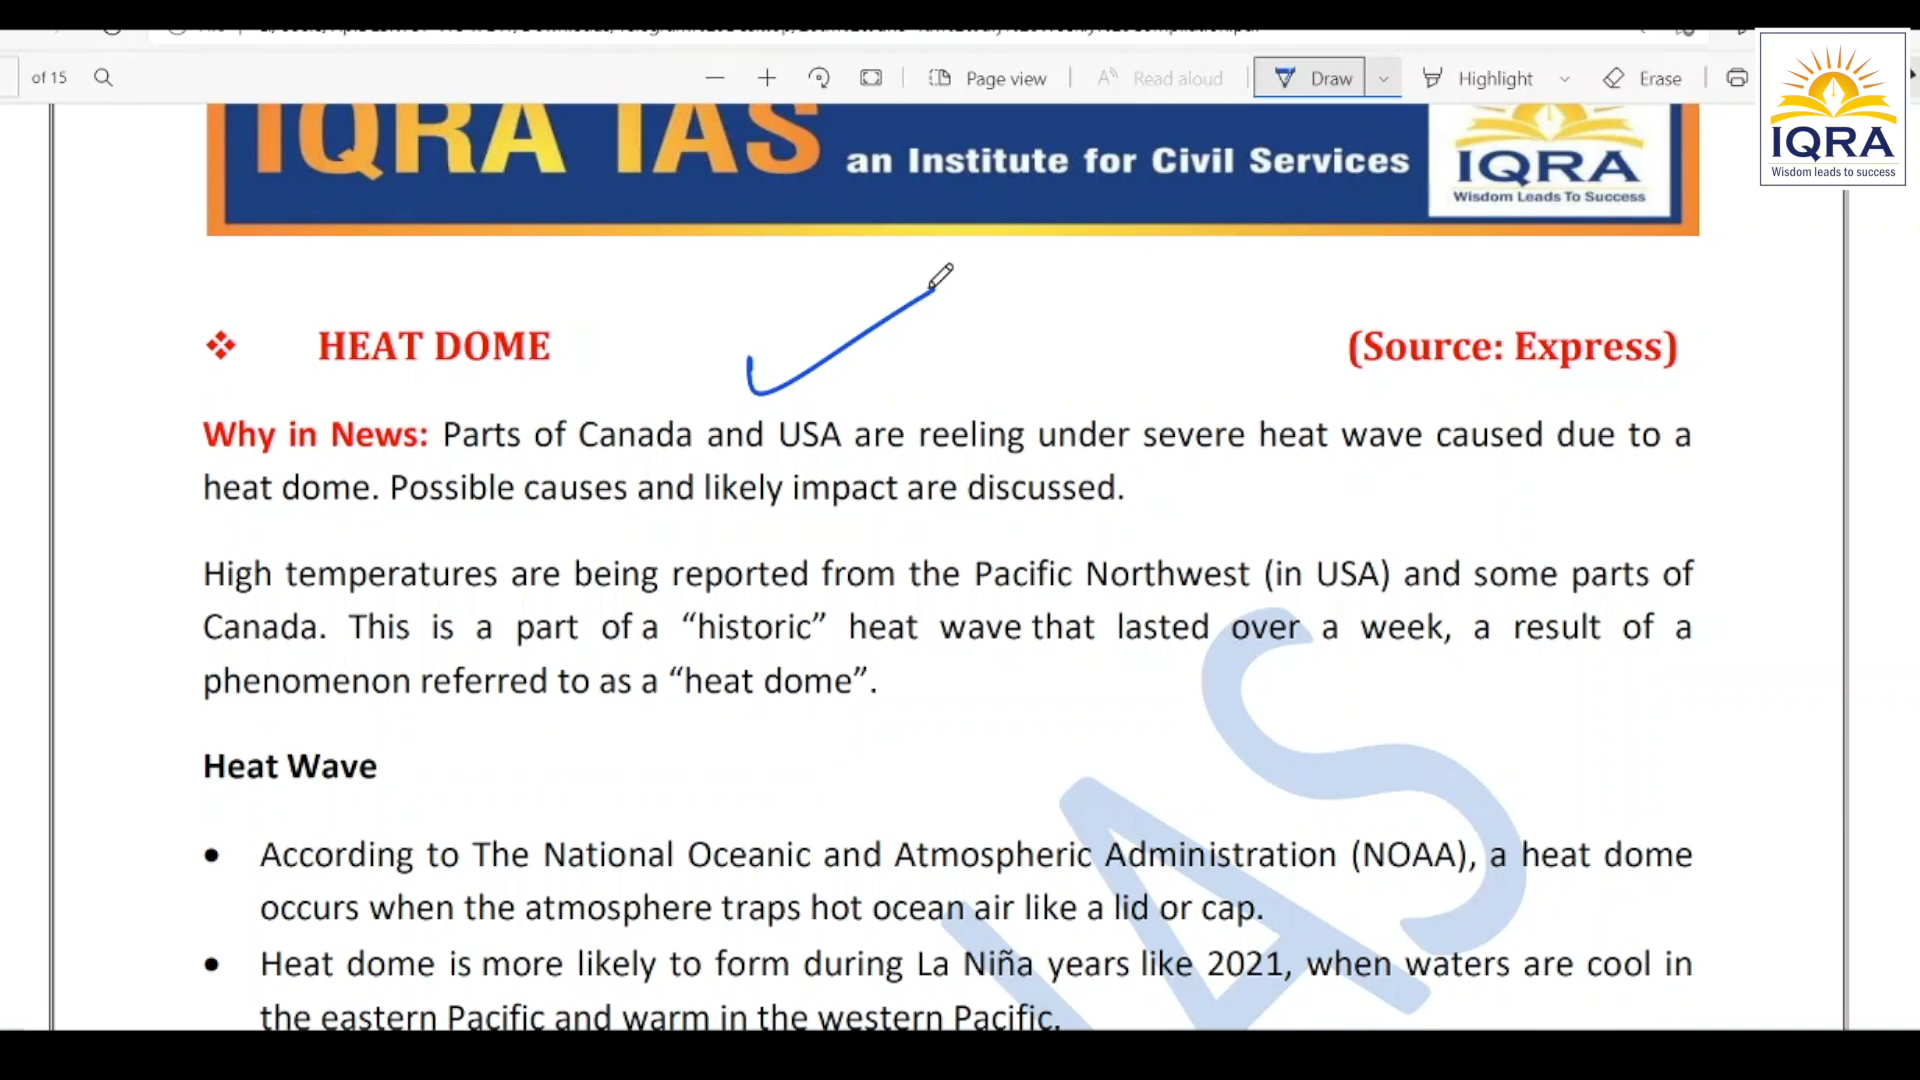 of 15
Page view
Read aloud
Draw
Highlight
Erase
IQRA
Wisdom leads to success
IQRA IAS an Institute for Civil Services
IQRA
Wisdom Leads To Success
HEAT DOME (Source: Express)
Why in News: Parts of Canada and USA are reeling under severe heat wave caused due to a
heat dome. Possible causes and likely impact are discussed.
High temperatures are being reported from the Pacific Northwest (in USA) and some parts of
Canada. This is a part of a “historic” heat wave that lasted over a week, a result of a
phenomenon referred to as a “heat dome”.
Heat Wave
• According to The National Oceanic and Atmospheric Administration (NOAA), a heat dome
occurs when the atmosphere traps hot ocean air like a lid or cap.
• Heat dome is more likely to form during La Niña years like 2021, when waters are cool in
the eastern Pacific and warm in the western Pacific.
IAS